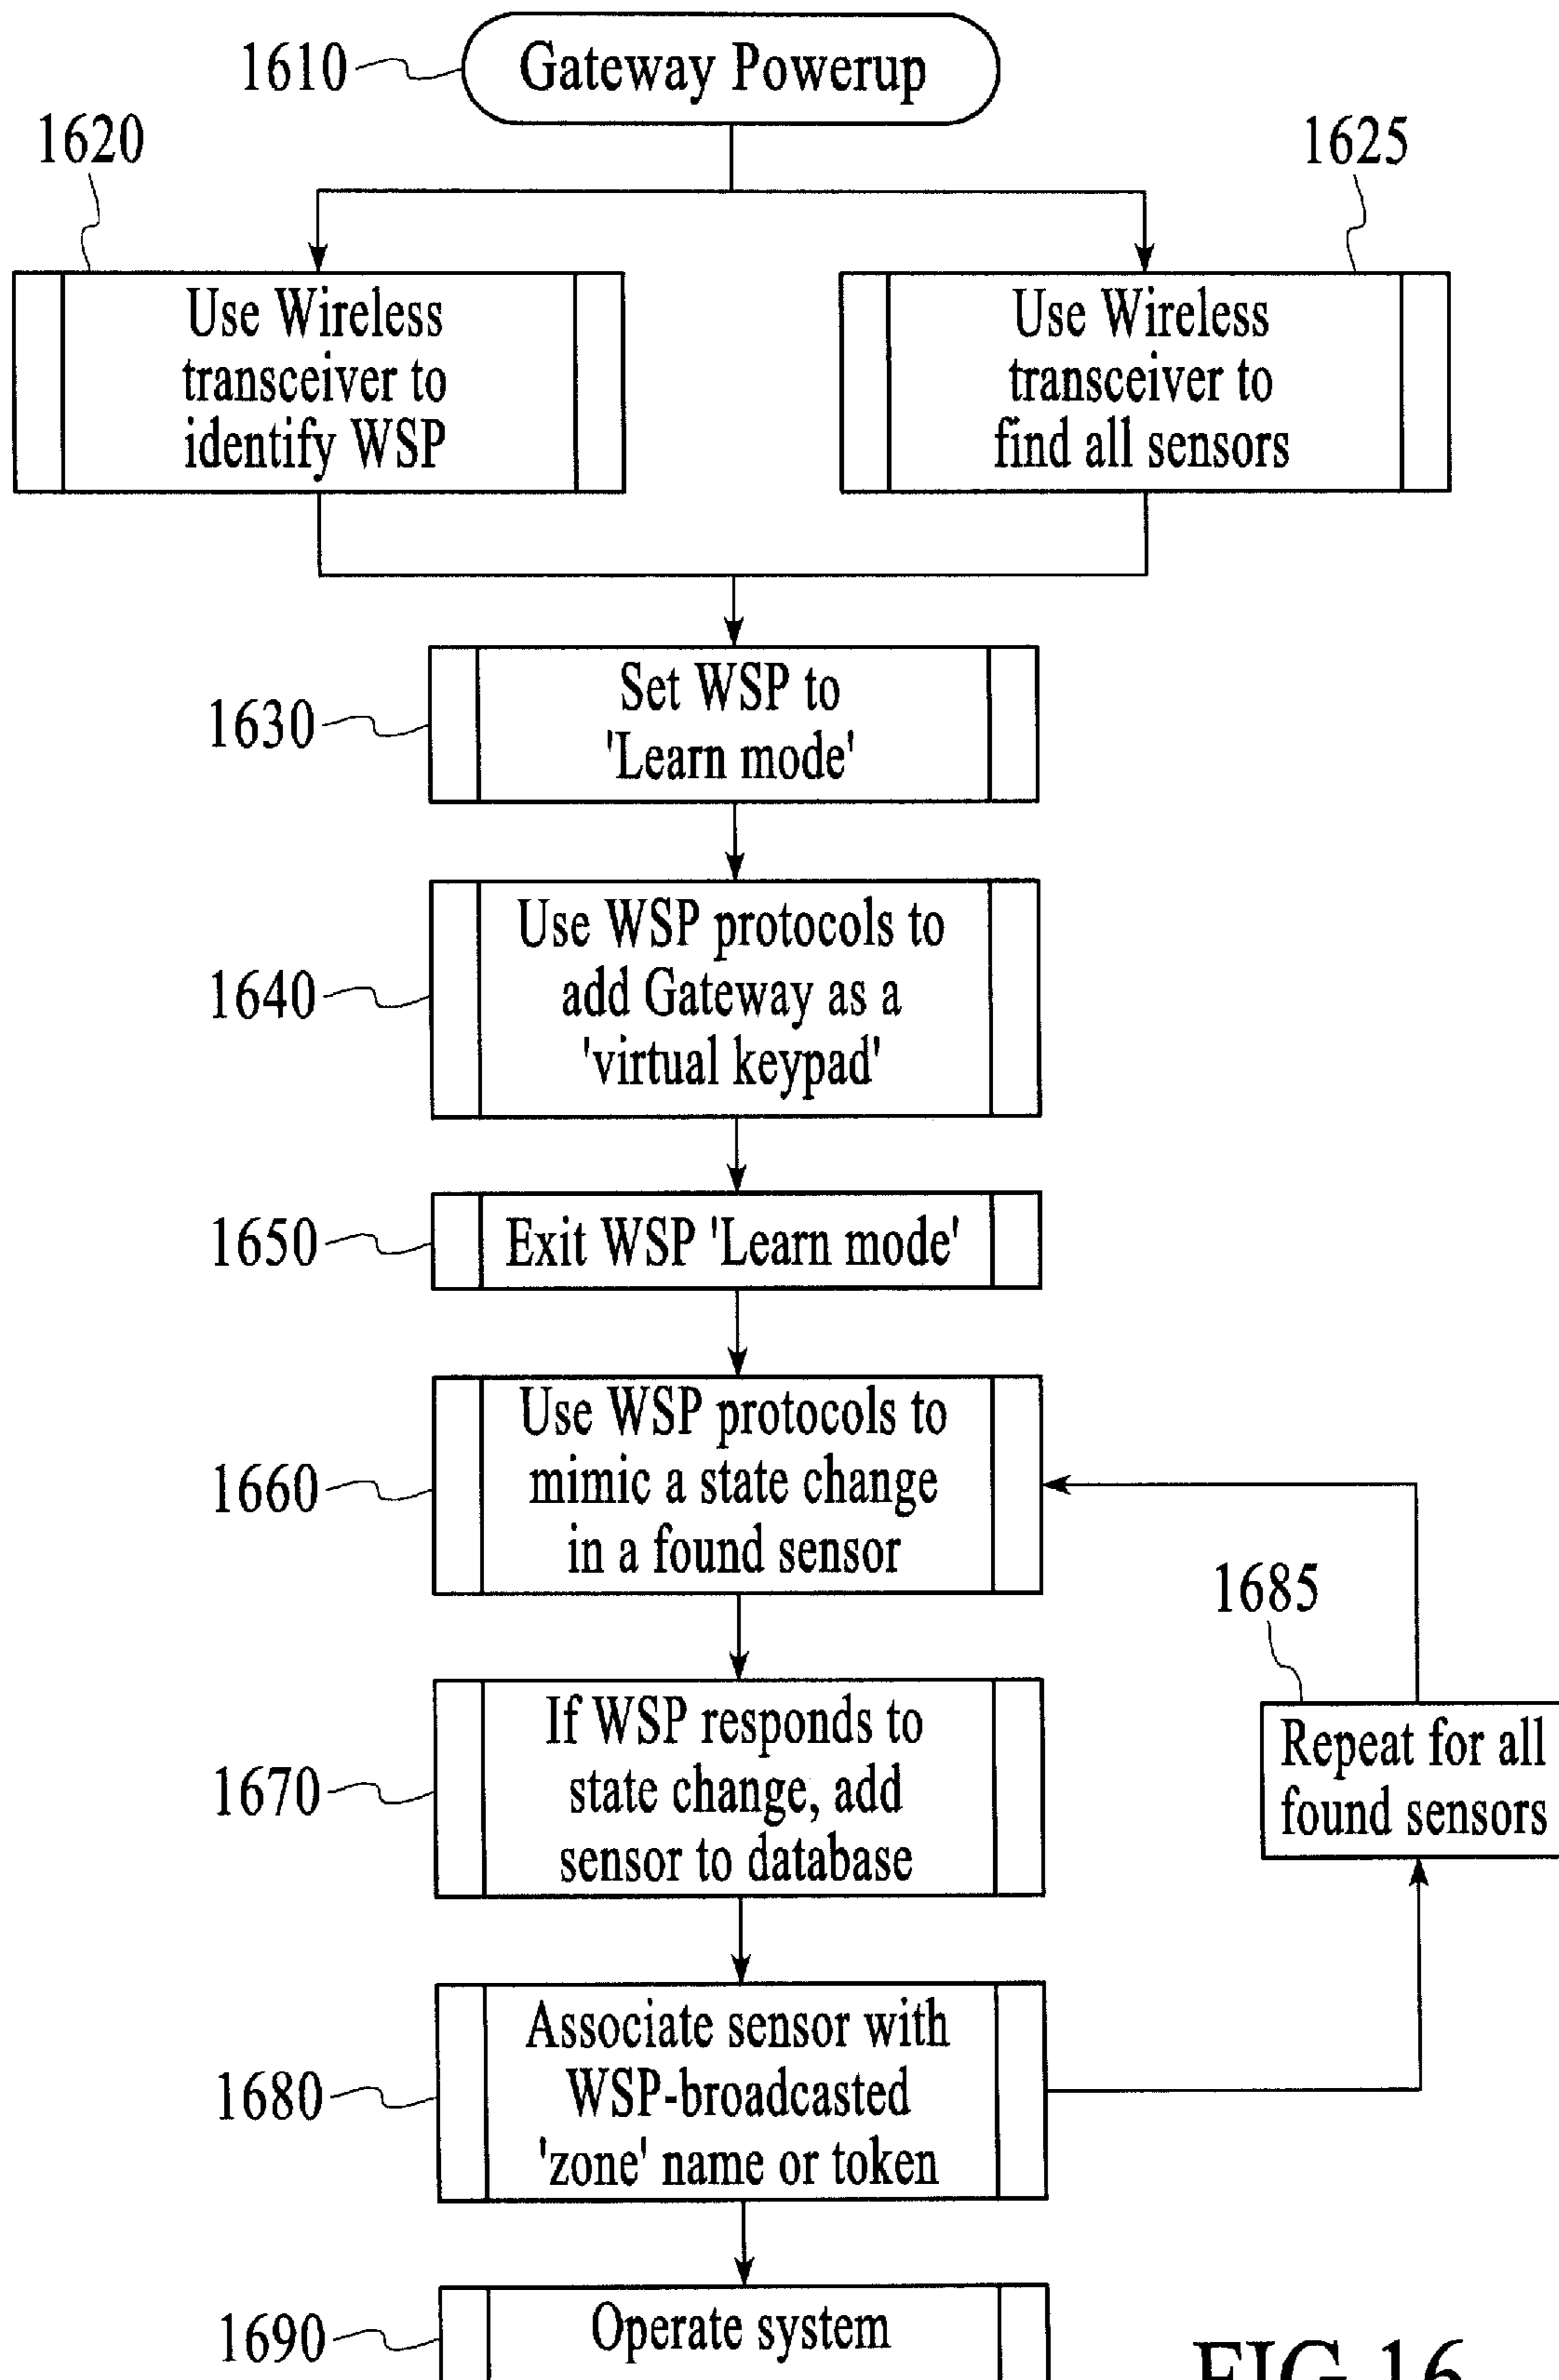 1610
Gateway Powerup
1620
1625
Use Wireless
transceiver to
identify WSP
Use Wireless
transceiver to
find all sensors
1630
Set WSP to
'Learn mode'
1640
Use WSP protocols to
add Gateway as a
'virtual keypad'
1650
Exit WSP 'Learn mode'
1660
Use WSP protocols to
mimic a state change
in a found sensor
1685
Repeat for all
found sensors
1670
If WSP responds to
state change, add
sensor to database
1680
Associate sensor with
WSP-broadcasted
'zone' name or token
1690
Operate system
FIG.16